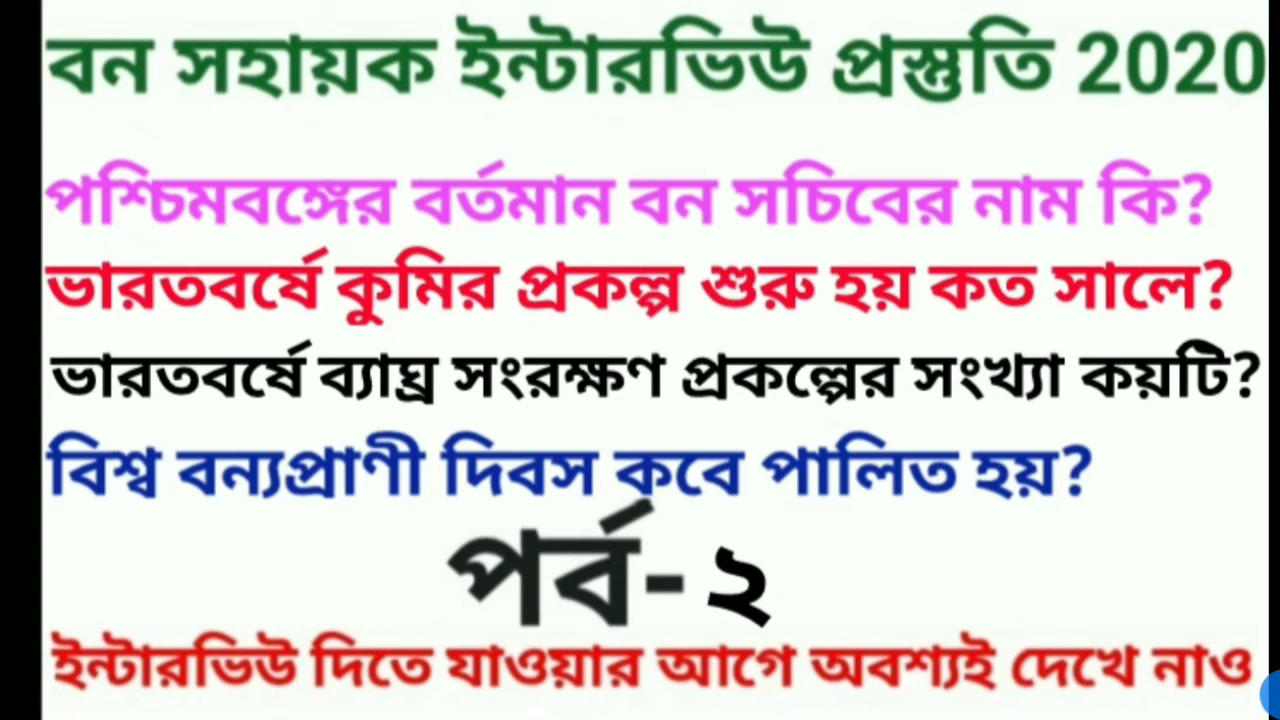 বন সহায়ক ইন্টারভিউ প্রস্তুতি 2020
পশ্চিমবঙ্গের বর্তমান বন সচিবের নাম কি?
ভারতবর্ষে কুমির প্রকল্প শুরু হয় কত সালে?
ভারতবর্ষে ব্যাঘ্র সংরক্ষণ প্রকল্পের সংখ্যা কয়টি?
বিশ্ব বন্যপ্রাণী দিবস কবে পালিত হয়?
পর্ব-২
ইন্টারভিউ দিতে যাওয়ার আগে অবশ্যই দেখে নাও